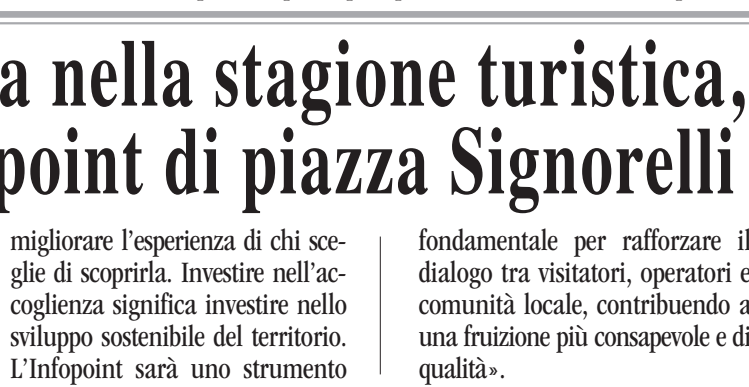 a nella stagione turistica,
point di piazza Signorelli
migliorare l'esperienza di chi sce-
glie di scoprirla. Investire nell'ac-
coglienza significa investire nello
sviluppo sostenibile del territorio.
L'Infopoint sarà uno strumento
fondamentale per rafforzare il
dialogo tra visitatori, operatori e
comunità locale, contribuendo a
una fruizione più consapevole e di
qualità».